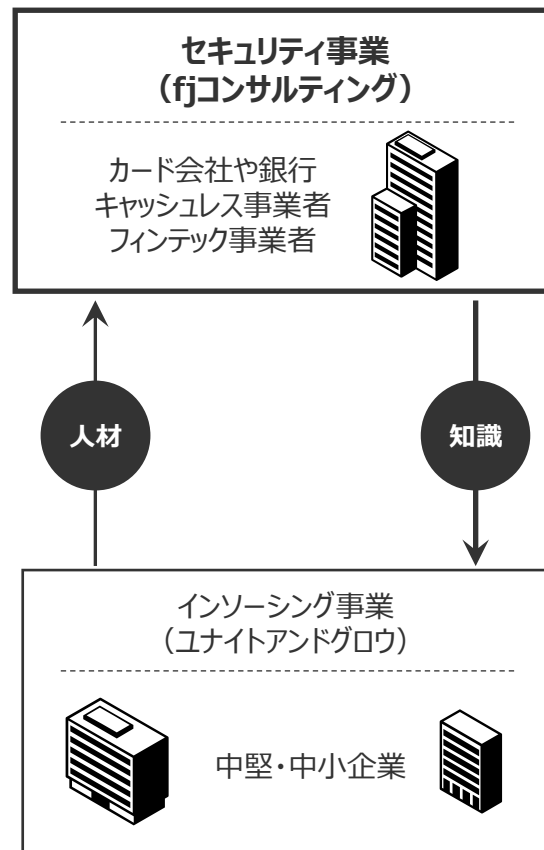 セキュリティ事業
（fjコンサルティング）
カード会社や銀行
キャッシュレス事業者
フィンテック事業者
人材
知識
インソーシング事業
（ユナイトアンドグロウ）
中堅・中小企業